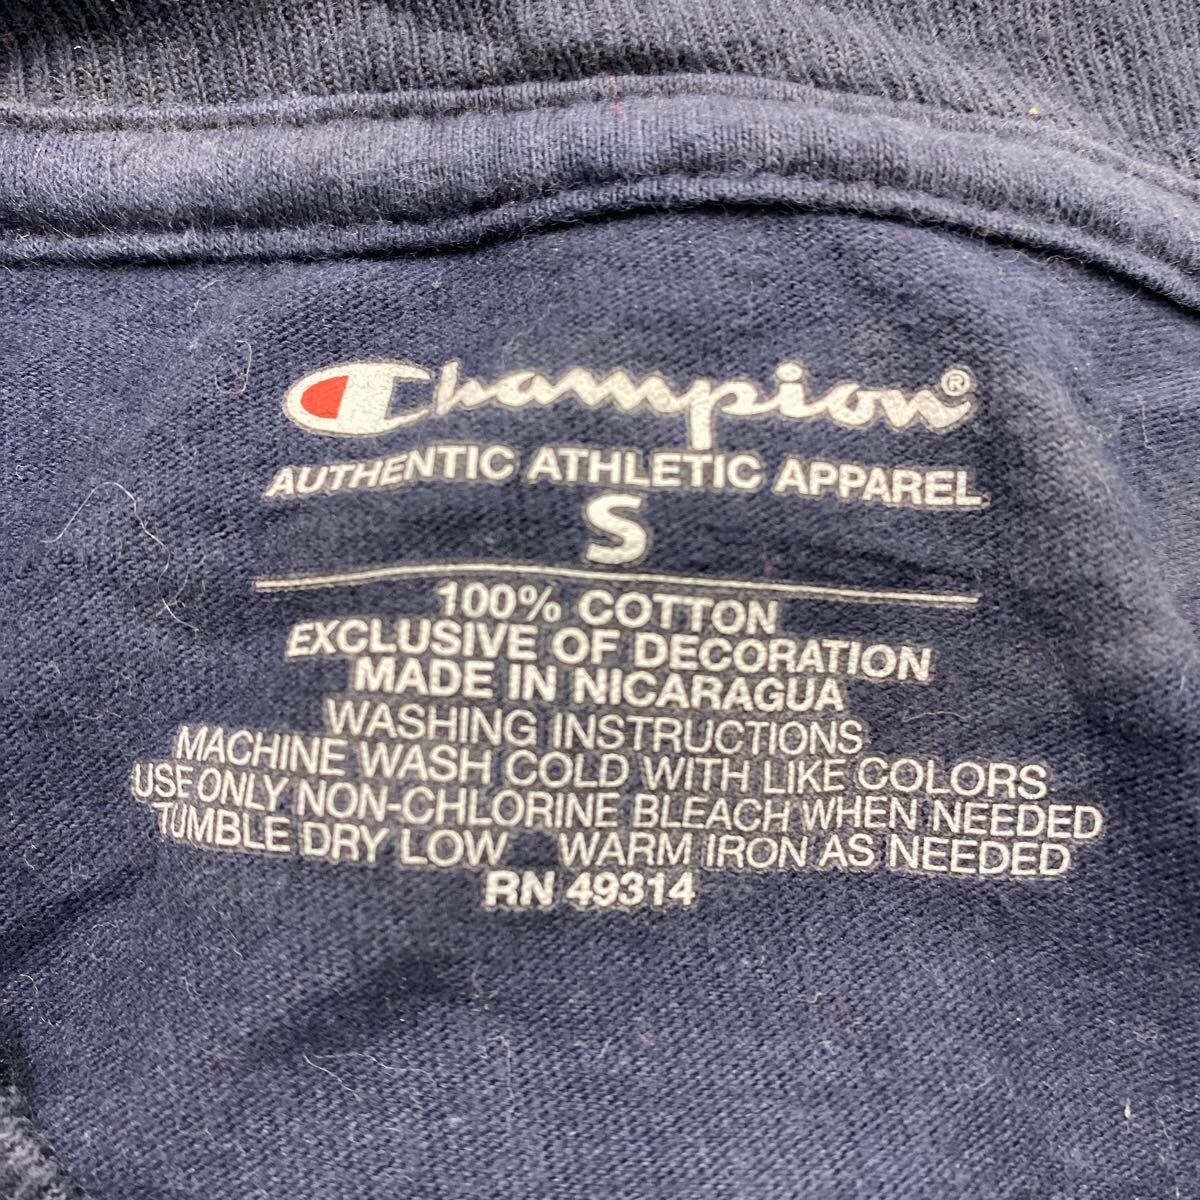 Champion®
AUTHENTIC ATHLETIC APPAREL
S
100% COTTON
EXCLUSIVE OF DECORATION
MADE IN NICARAGUA
WASHING INSTRUCTIONS
MACHINE WASH COLD WITH LIKE COLORS
USE ONLY NON-CHLORINE BLEACH WHEN NEEDED
TUMBLE DRY LOW WARM IRON AS NEEDED
RN 49314